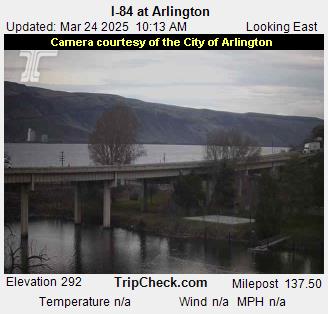 I-84 at Arlington
Updated: Mar 24 2025 10:13 AM Looking East
Camera courtesy of the City of Arlington
Elevation 292 TripCheck.com Milepost 137.50
Temperature n/a Wind n/a MPH n/a